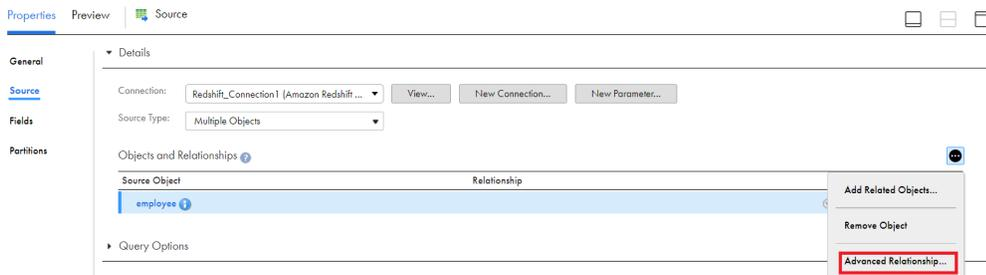 Properties Preview Source
Details
General
Connection: Redshift_Connection1 (Amazon Redshift ... View... New Connection... New Parameter...
Source
Source Type: Multiple Objects
Fields
Partitions
Objects and Relationships ?
Source Object Relationship
Add Related Objects...
employee i
Remove Object
Query Options
Advanced Relationship...